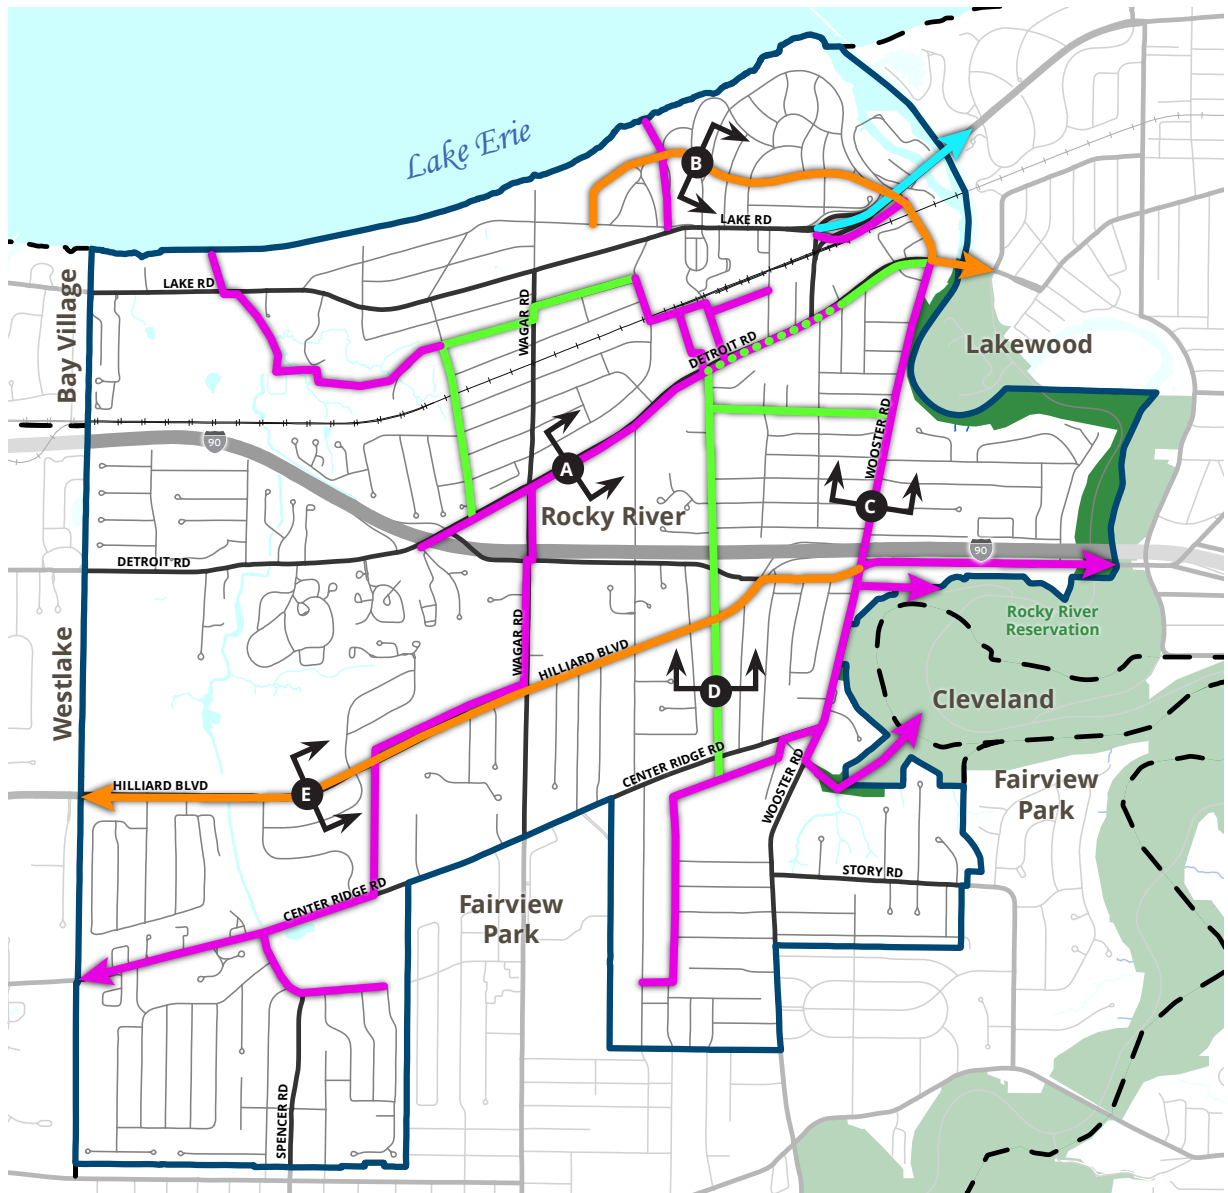 Lake Erie
B
LAKE RD
Bay Village
LAKE RD
WAGAR RD
DETROIT RD
Lakewood
WOOSTER RD
90
A
Rocky River
C
90
DETROIT RD
Rocky River
Reservation
WAGAR RD
HILLIARD BLVD
Westlake
D
Cleveland
CENTER RIDGE RD
WOOSTER RD
Fairview
Park
HILLIARD BLVD
E
STORY RD
CENTER RIDGE RD
Fairview
Park
SPENCER RD